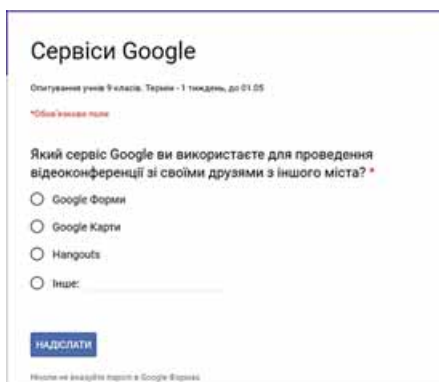 Сервіси Google
Опитування учнів 9 класів. Термін - 1 тиждень, до 01.05
*Обов'язкове поле
Який сервіс Google ви використаєте для проведення
відеоконференції зі своїми друзями з іншого міста? *
Google Форми
Google Карти
Hangouts
Інше:
НАДІСЛАТИ
Ніколи не вказуйте паролі в Google Формах.